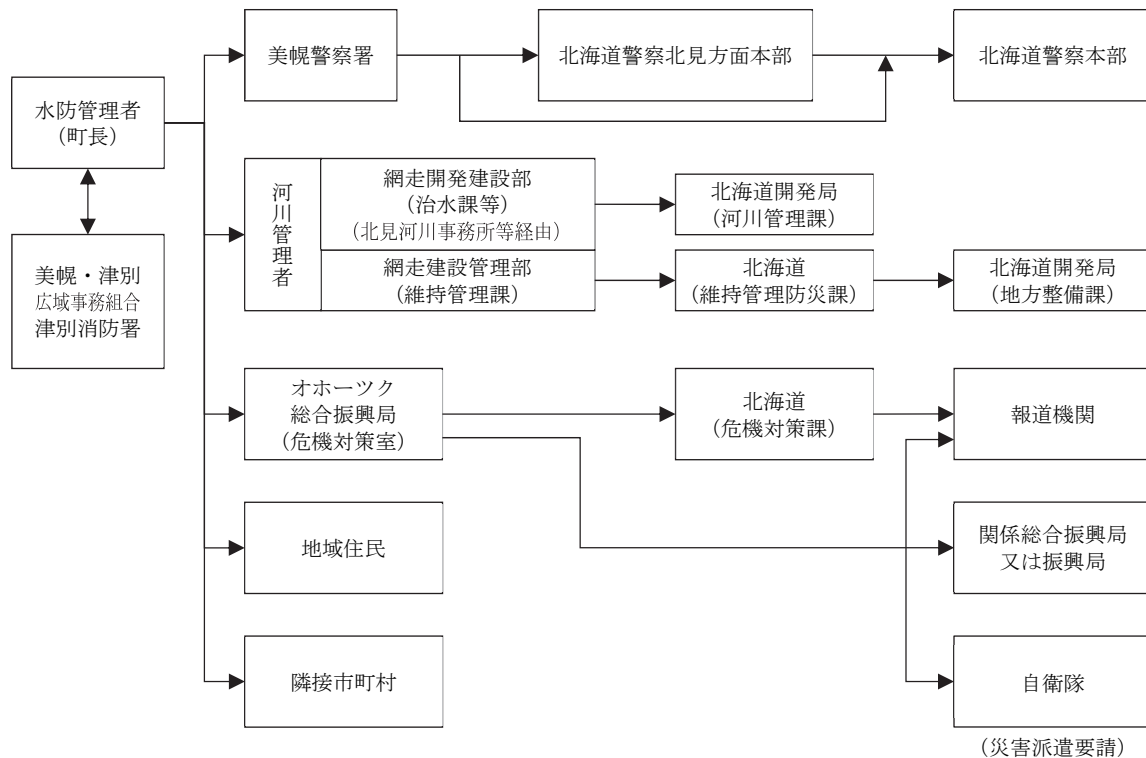 美幌警察署
北海道警察北見方面本部
北海道警察本部
水防管理者
（町長）
美幌・津別
広域事務組合
津別消防署
河川管理者
網走開発建設部
（治水課等）
（北見河川事務所等経由）
北海道開発局
（河川管理課）
網走建設管理部
（維持管理課）
北海道
（維持管理防災課）
北海道開発局
（地方整備課）
オホーツク
総合振興局
（危機対策室）
北海道
（危機対策課）
報道機関
地域住民
関係総合振興局
又は振興局
隣接市町村
自衛隊
（災害派遣要請）